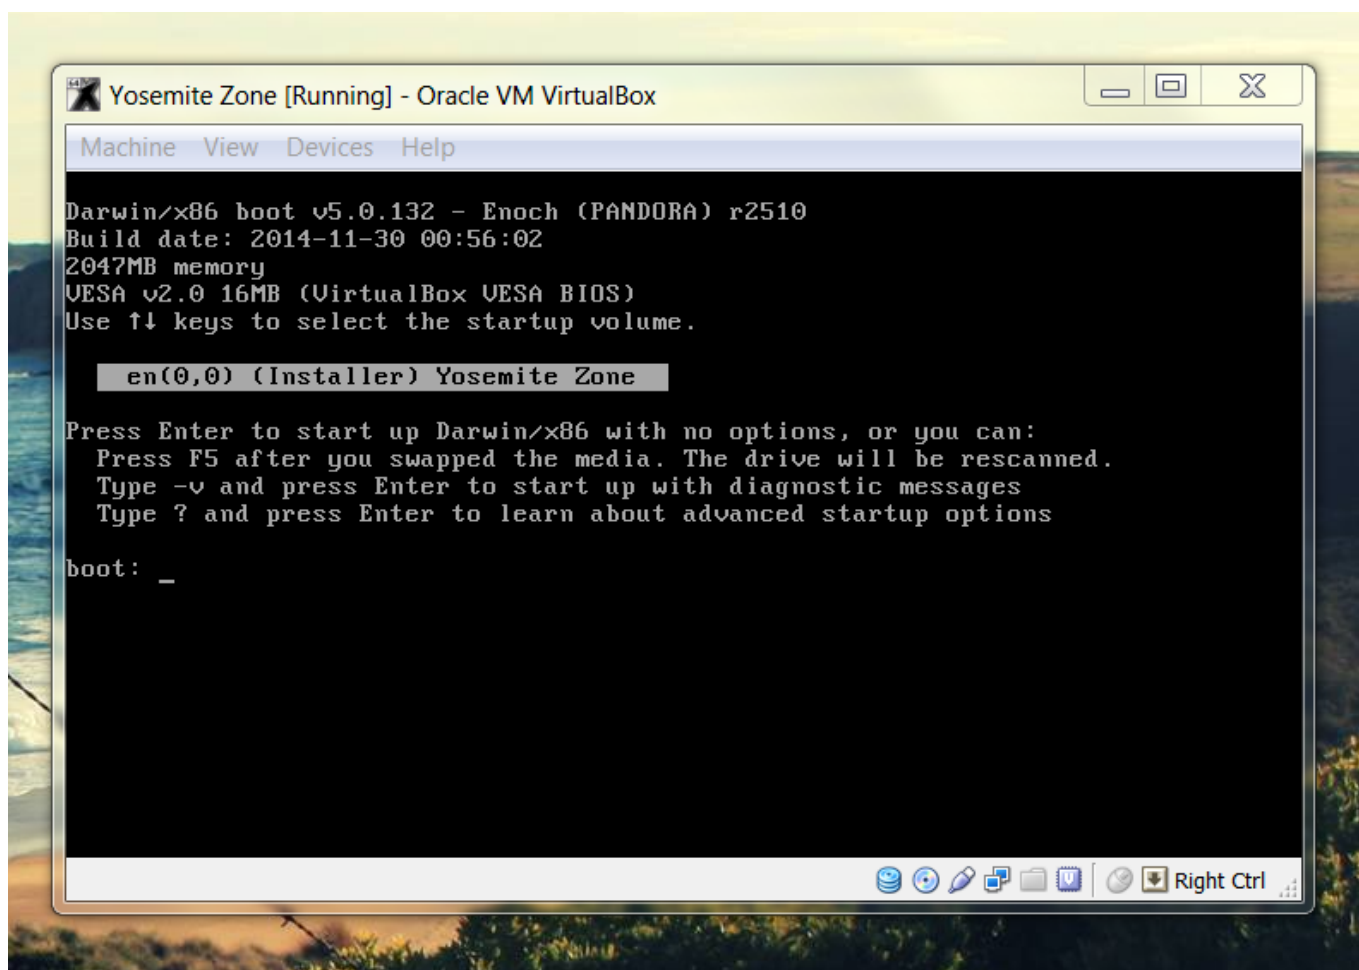 Yosemite Zone [Running] - Oracle VM VirtualBox
Machine View Devices Help
Darwin/x86 boot v5.0.132 - Enoch (PANDORA) r2510
Build date: 2014-11-30 00:56:02
2047MB memory
VESA v2.0 16MB (VirtualBox VESA BIOS)
Use ↑↓ keys to select the startup volume.
en(0,0) (Installer) Yosemite Zone
Press Enter to start up Darwin/x86 with no options, or you can:
Press F5 after you swapped the media. The drive will be rescanned.
Type -v and press Enter to start up with diagnostic messages
Type ? and press Enter to learn about advanced startup options
boot: _
Right Ctrl